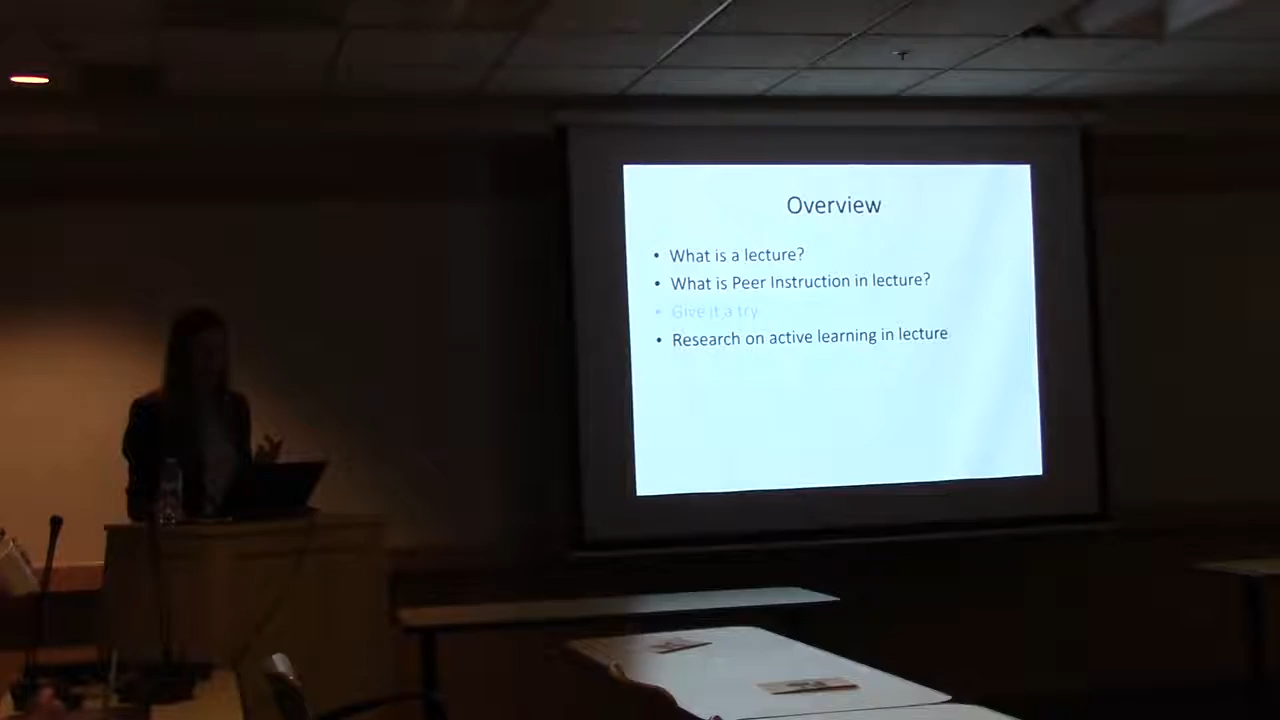 Overview
• What is a lecture?
• What is Peer Instruction in lecture?
• Give it a try
• Research on active learning in lecture